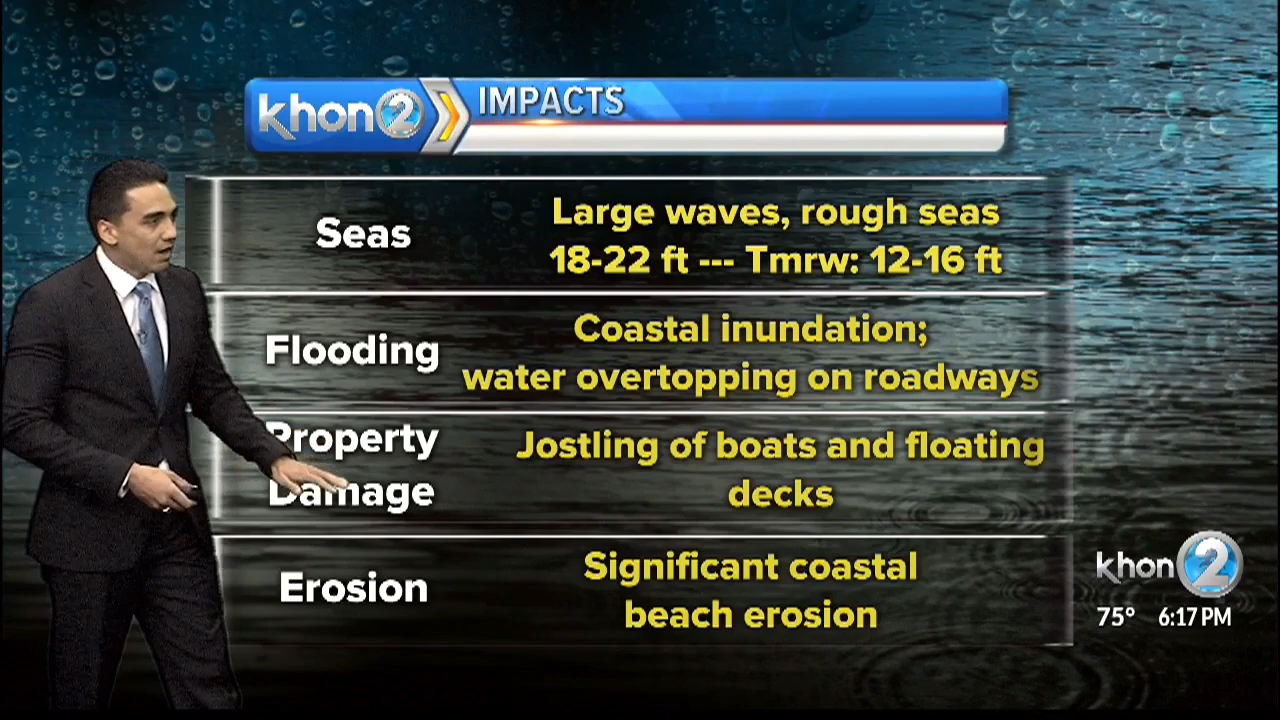 khon2
IMPACTS
Seas
Large waves, rough seas
18-22 ft --- Tmrw: 12-16 ft
Flooding
Coastal inundation;
water overtopping on roadways
Property
Damage
Jostling of boats and floating
decks
Erosion
Significant coastal
beach erosion
khon2
75° 6:17 PM